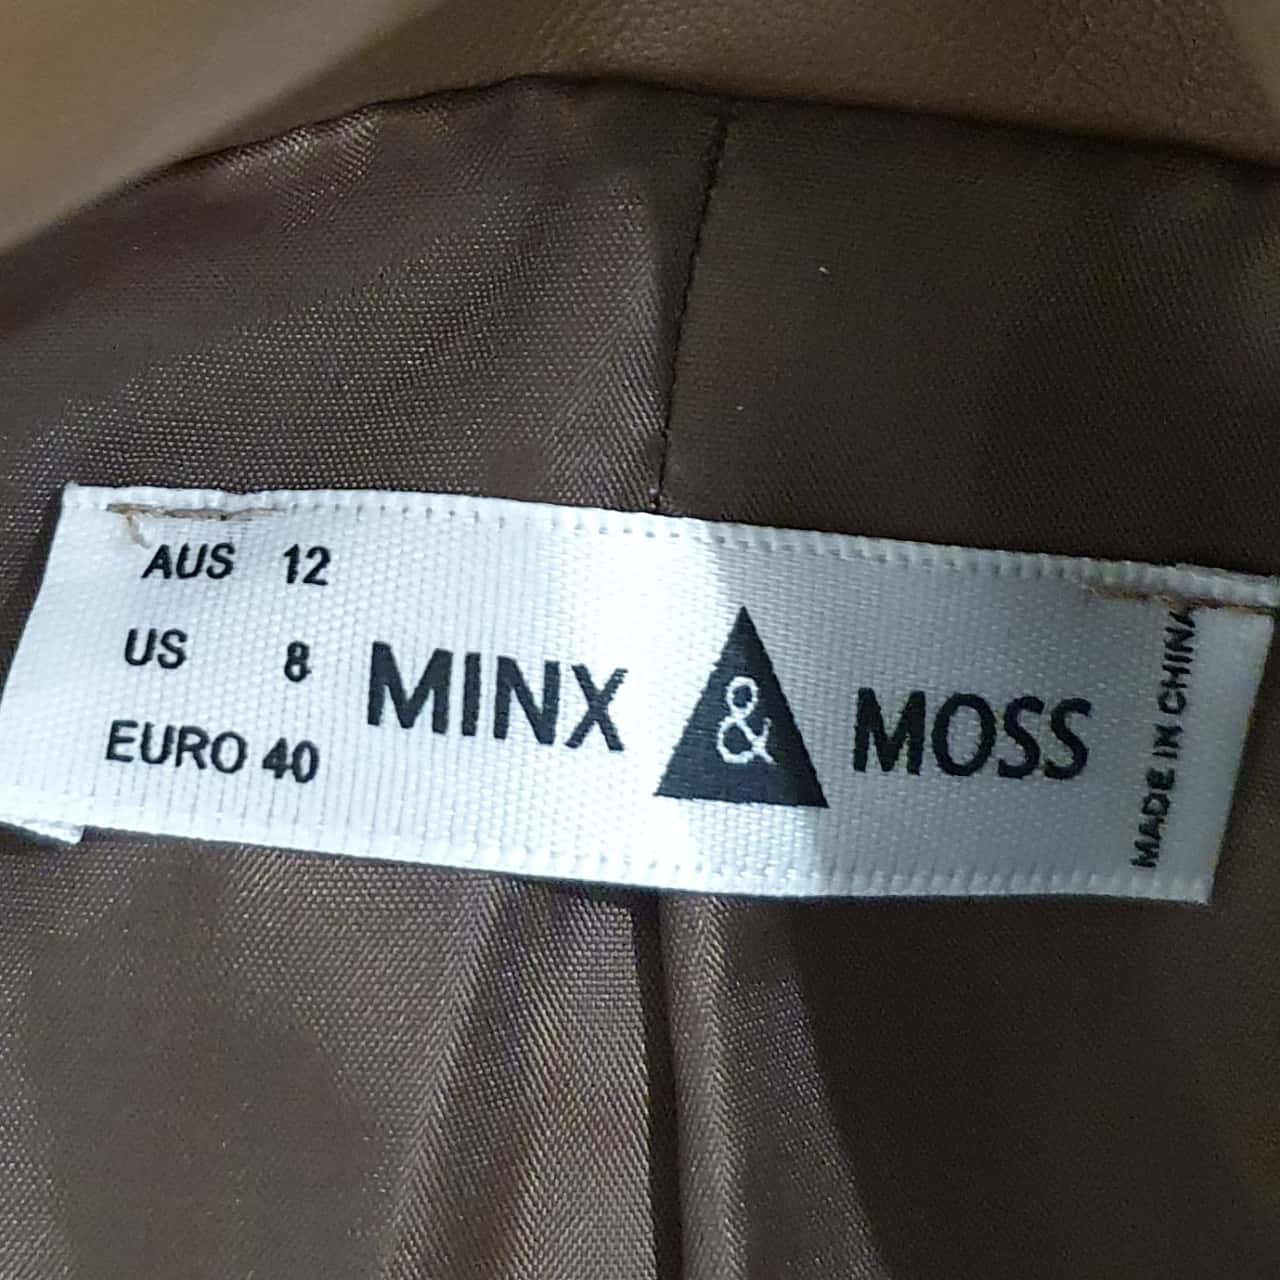 AUS 12
US 8
EURO 40
MINX & MOSS
MADE IN CHINA